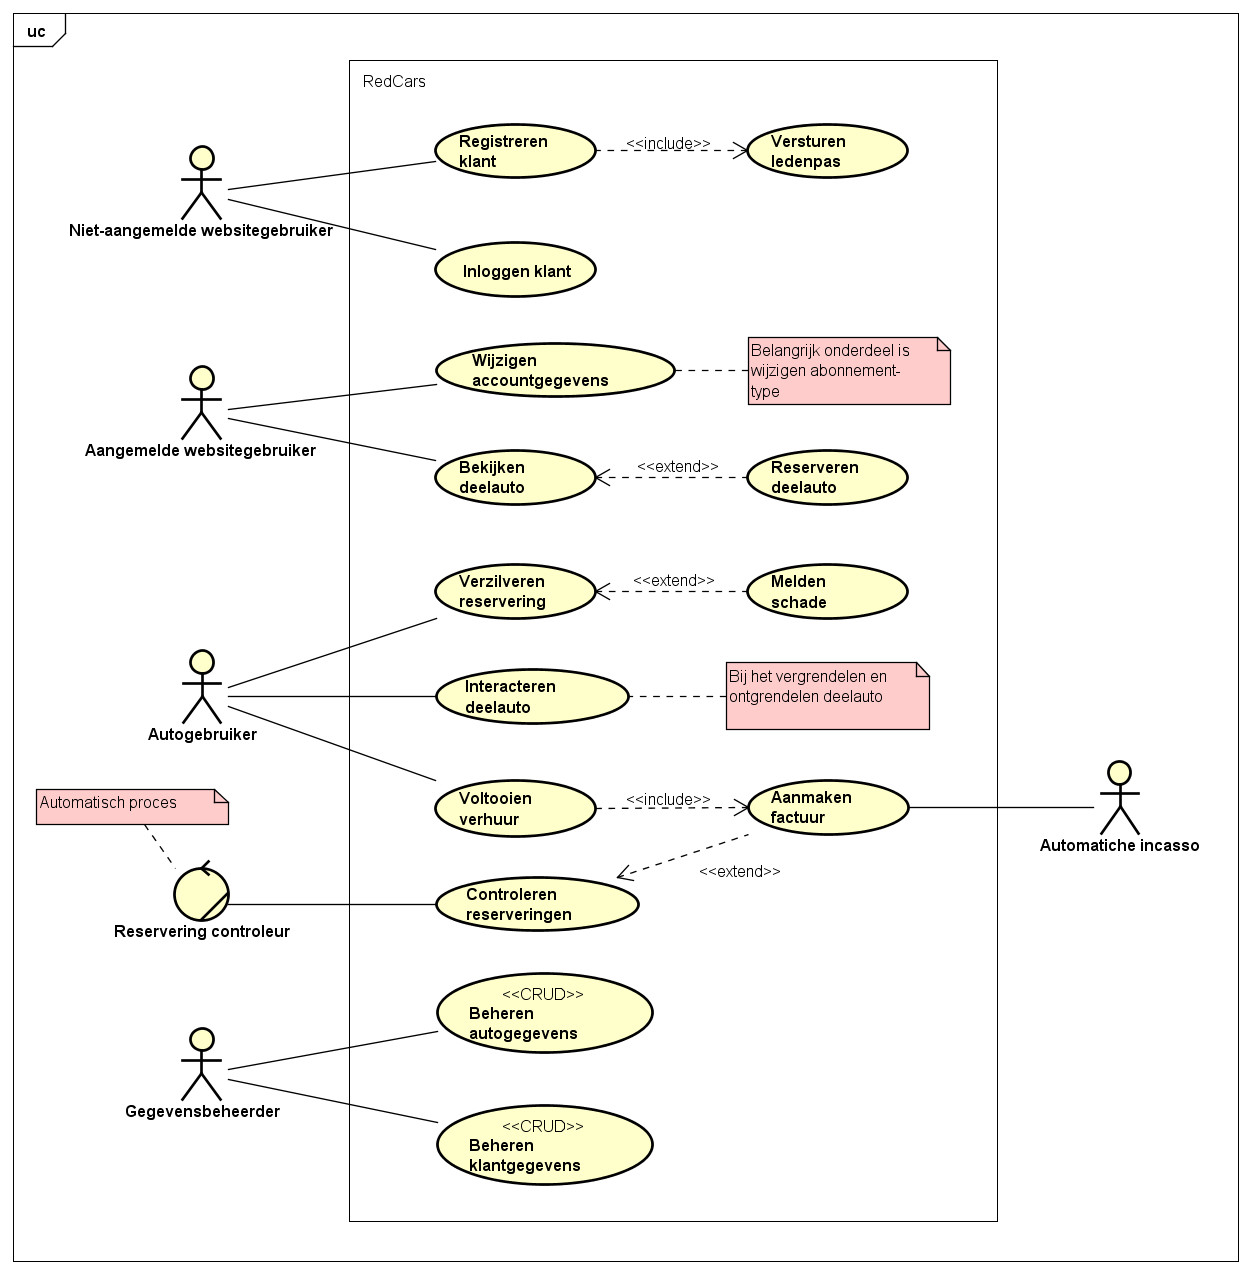 uc
RedCars
Registreren
klant
<<include>>
Versturen
ledenpas
Niet-aangemelde websitegebruiker
Inloggen klant
Wijzigen
accountgegevens
Belangrijk onderdeel is
wijzigen abonnement-
type
Aangemelde websitegebruiker
Bekijken
deelauto
<<extend>>
Reserveren
deelauto
Verzilveren
reservering
<<extend>>
Melden
schade
Autogebruiker
Interacteren
deelauto
Bij het vergrendelen en
ontgrendelen deelauto
Voltooien
verhuur
<<include>>
Aanmaken
factuur
Automatiche incasso
Automatisch proces
<<extend>>
Controleren
reserveringen
Reservering controleur
<<CRUD>>
Beheren
autogegevens
Gegevensbeheerder
<<CRUD>>
Beheren
klantgegevens